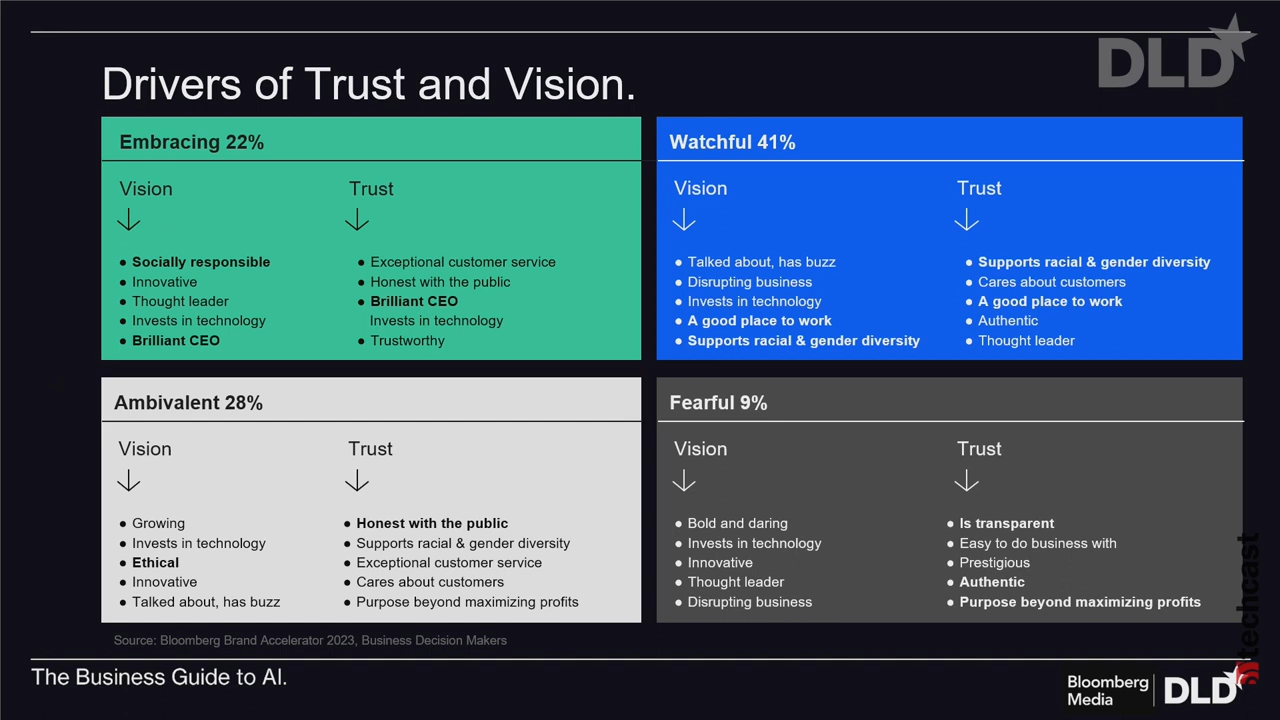 DLD
Drivers of Trust and Vision.
Embracing 22%
Vision
Trust
● Socially responsible
● Innovative
● Thought leader
● Invests in technology
● Brilliant CEO
● Exceptional customer service
● Honest with the public
● Brilliant CEO
Invests in technology
● Trustworthy
Watchful 41%
Vision
Trust
● Talked about, has buzz
● Disrupting business
● Invests in technology
● A good place to work
● Supports racial & gender diversity
● Supports racial & gender diversity
● Cares about customers
● A good place to work
● Authentic
● Thought leader
Ambivalent 28%
Vision
Trust
● Growing
● Invests in technology
● Ethical
● Innovative
● Talked about, has buzz
● Honest with the public
● Supports racial & gender diversity
● Exceptional customer service
● Cares about customers
● Purpose beyond maximizing profits
Fearful 9%
Vision
Trust
● Bold and daring
● Invests in technology
● Innovative
● Thought leader
● Disrupting business
● Is transparent
● Easy to do business with
● Prestigious
● Authentic
● Purpose beyond maximizing profits
Source: Bloomberg Brand Accelerator 2023, Business Decision Makers
The Business Guide to AI.
Bloomberg
Media
DLD
techcast